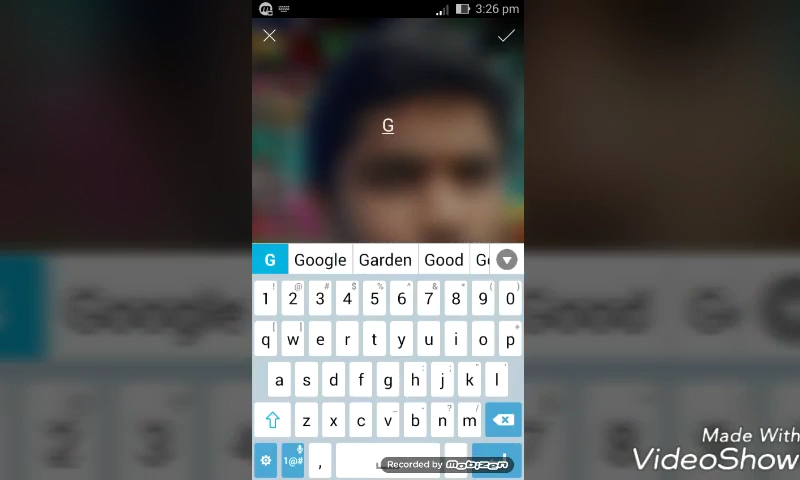 3:26 pm
G
G Google Garden Good G
! @ # $ % ^ & * ( )
1 2 3 4 5 6 7 8 9 0
[ ] +
q w e r t y u i o p
: ; ' "
a s d f g h j k l
- ? /
z x c v b n m
1@# ,
Recorded by mobizen
Made With
VideoShow